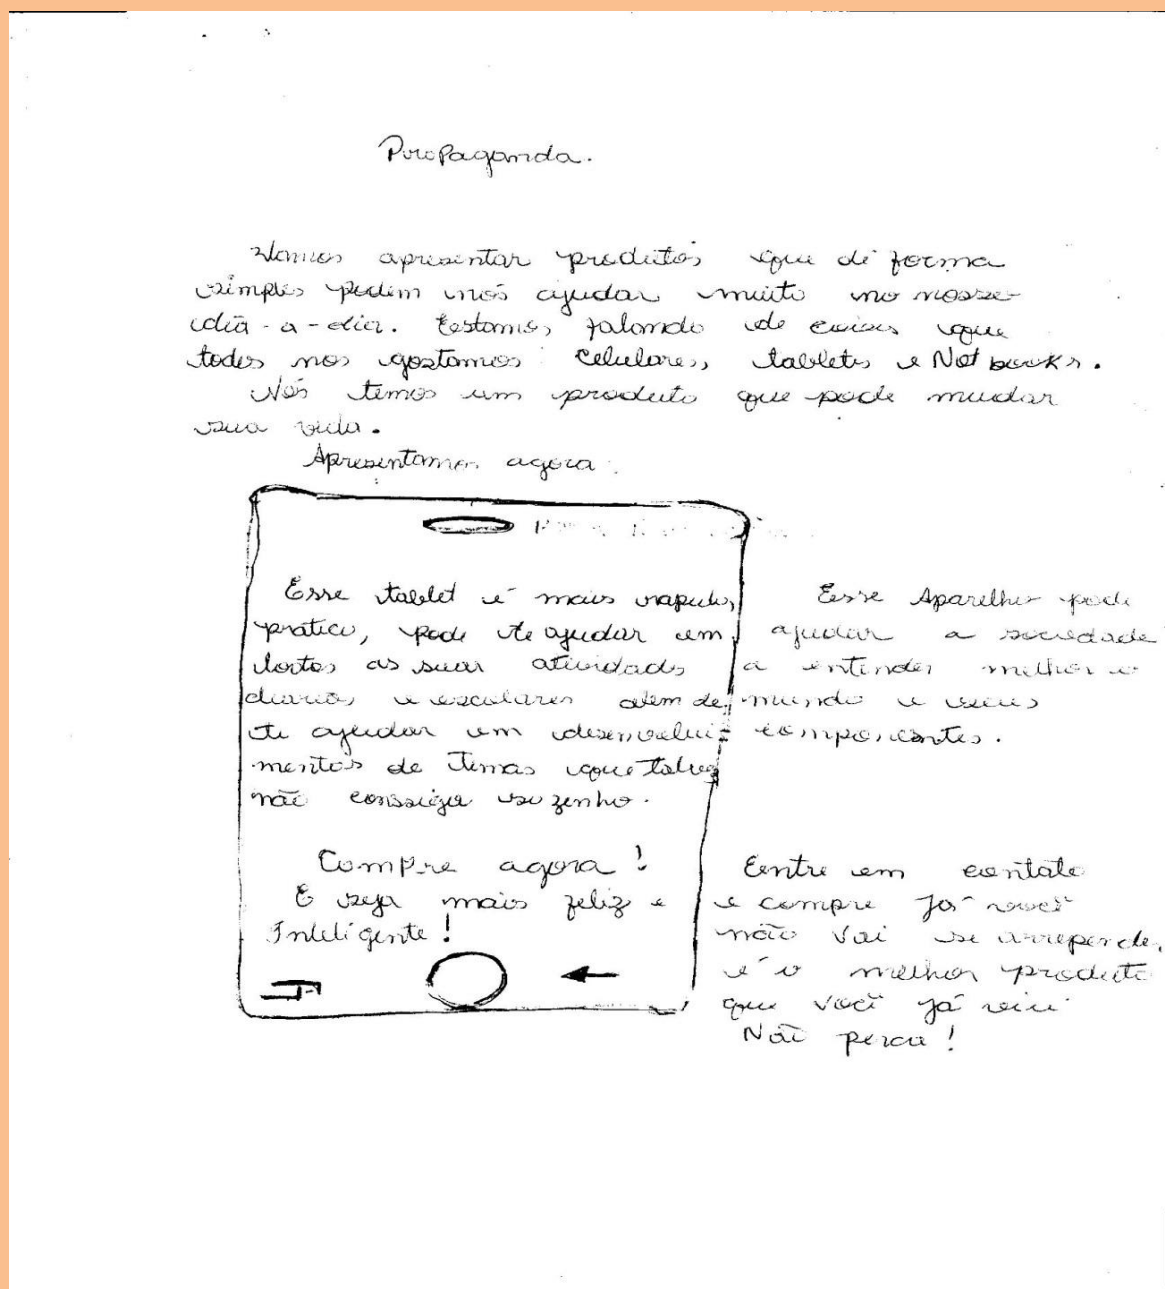 Propaganda.
Vamos apresentar produtos que de forma
simples podem nos ajudar muito no nosso
dia-a-dia. Estamos falando de coisas que
todos nos gostamos: celulares, tablets e Notbooks.
Nós temos um produto que pode mudar
sua vida.
Apresentamos agora:
Esse tablet é mais rapido,
prático, pode te ajudar em
todas as suas atividades
diarias e escolares alem de
te ajudar em desenvolvi-
mentos de temas que talvez
não consiga sozinho.
Compre agora!
E seja mais feliz e
Inteligente!
Esse Aparelho pode
ajudar a sociedade
a entender melhor o
mundo e seus
componentes.
Entre em contato
e compre Já você
não vai se arrepender,
é o melhor produto
que você já viu
Não perca!